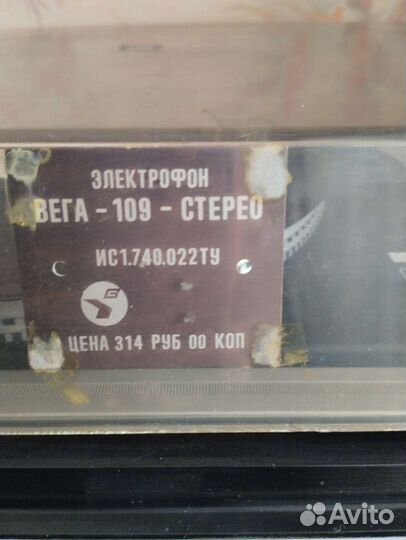 ЭЛЕКТРОФОН
ВЕГА - 109 - СТЕРЕО
ИС1.740.022ТУ
ЦЕНА 314 РУБ 00 КОП
Avito